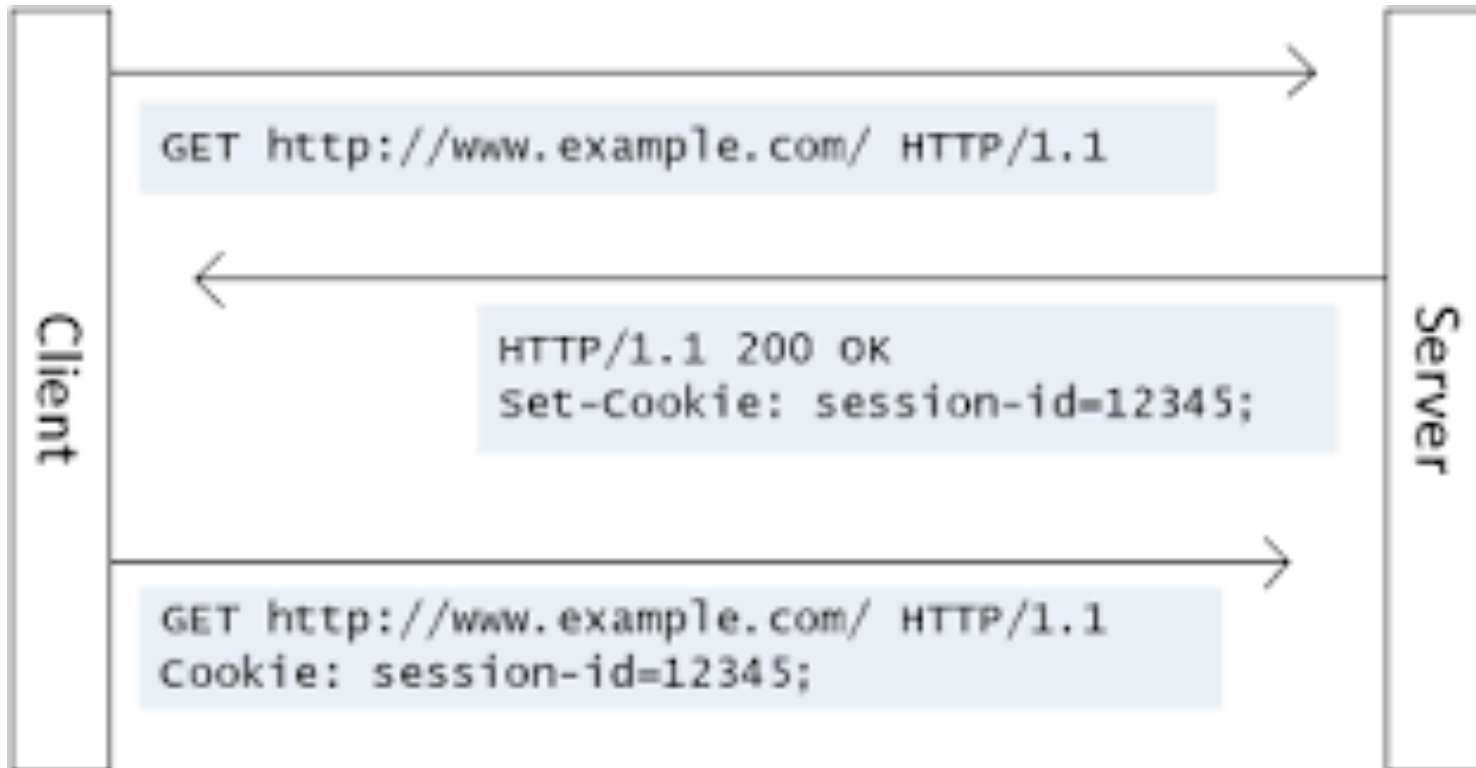 Client
GET http://www.example.com/ HTTP/1.1
HTTP/1.1 200 OK
Set-Cookie: session-id=12345;
GET http://www.example.com/ HTTP/1.1
Cookie: session-id=12345;
Server